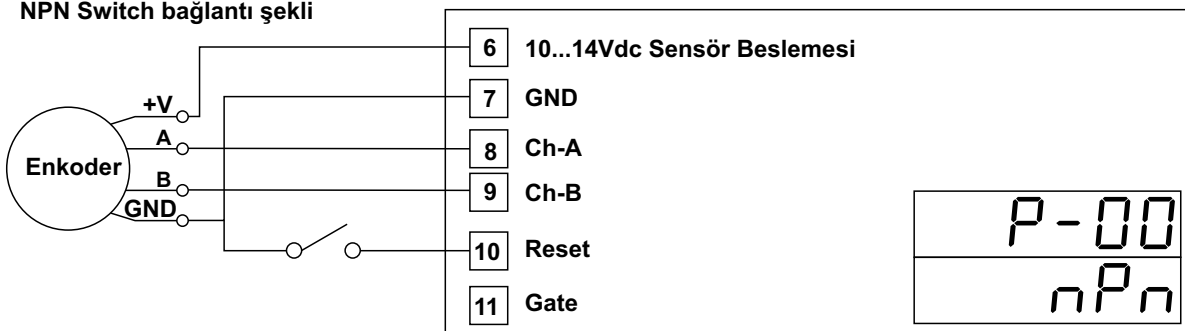 NPN Switch bağlantı şekli
6 10...14Vdc Sensör Beslemesi
+V
7 GND
A
8 Ch-A
Enkoder
B
9 Ch-B
GND
10 Reset
11 Gate
P-00
nPn